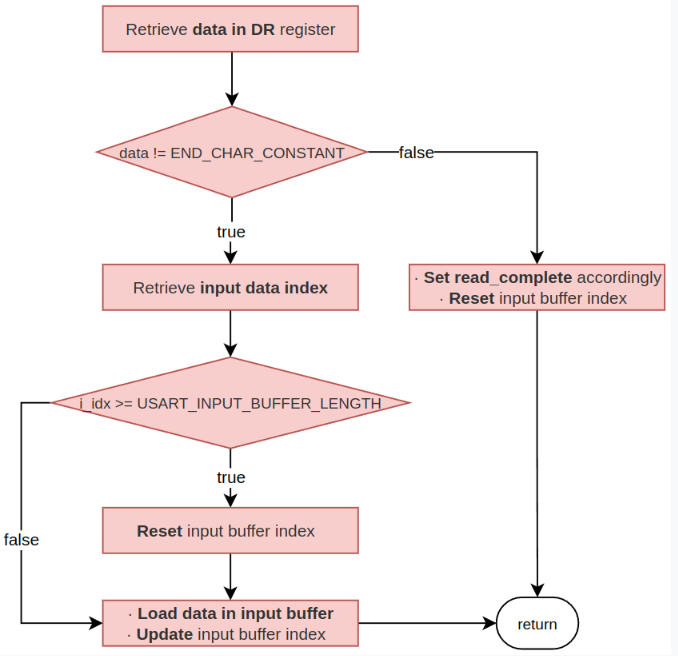 Retrieve data in DR register
data != END_CHAR_CONSTANT
false
true
Retrieve input data index
· Set read_complete accordingly
· Reset input buffer index
i_idx >= USART_INPUT_BUFFER_LENGTH
true
false
Reset input buffer index
· Load data in input buffer
· Update input buffer index
return